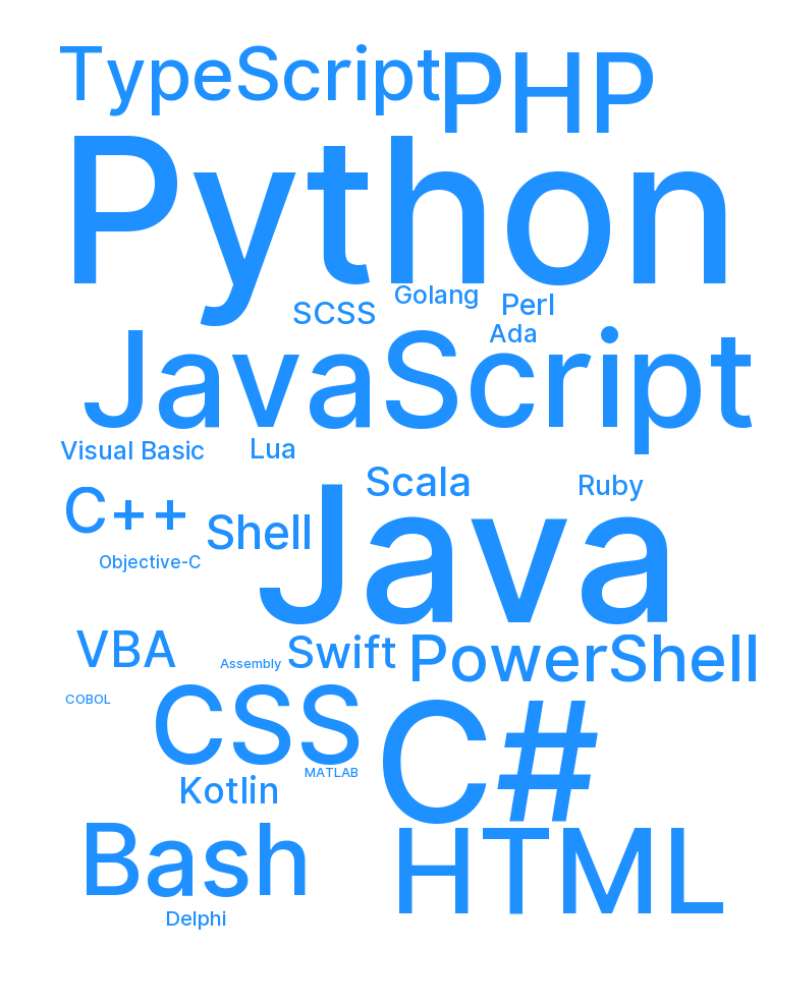 TypeScript PHP
Python
SCSS Golang Perl
Ada
JavaScript
Visual Basic Lua
Scala Ruby
C++ Shell Java
Objective-C
VBA Assembly Swift PowerShell
COBOL
CSS C#
MATLAB
Kotlin
Bash HTML
Delphi